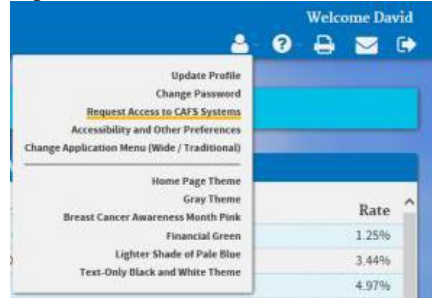 Welcome David
Update Profile
Change Password
Request Access to CAFS Systems
Accessibility and Other Preferences
Change Application Menu (Wide / Traditional)
Home Page Theme
Gray Theme
Rate
Breast Cancer Awareness Month Pink
Financial Green
1.25%
Lighter Shade of Pale Blue
3.44%
Text-Only Black and White Theme
4.97%